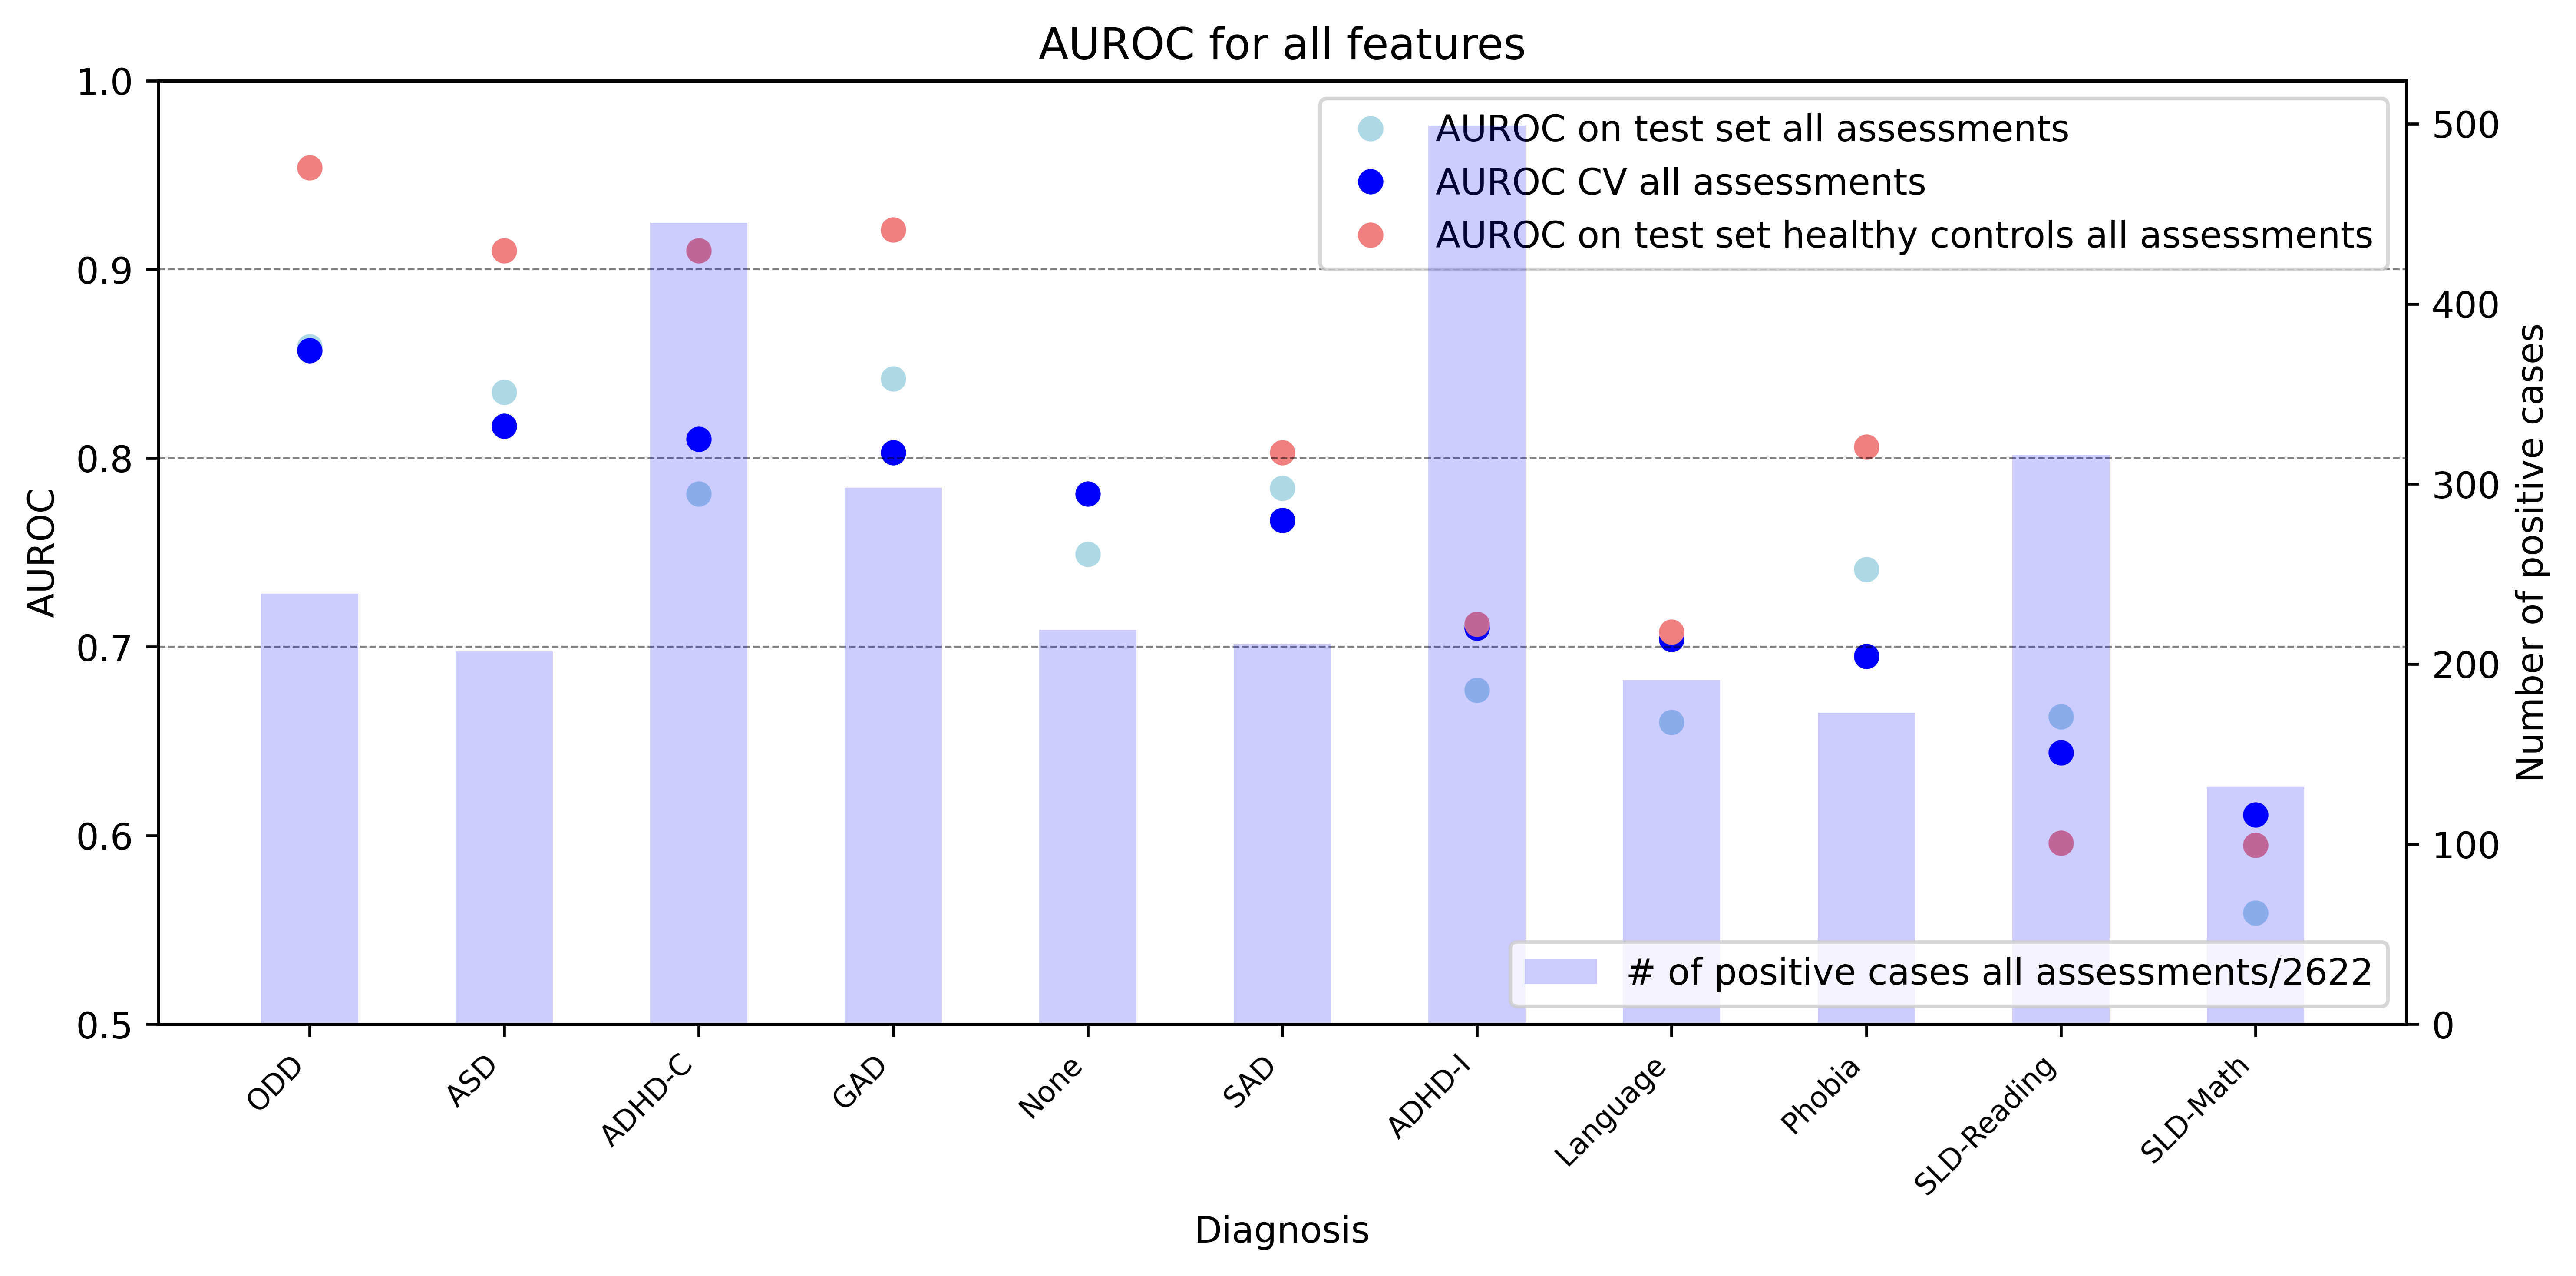 AUROC for all features
1.0
0.9
0.8
0.7
0.6
0.5
AUROC
AUROC on test set all assessments
AUROC CV all assessments
AUROC on test set healthy controls all assessments
500
400
300
200
100
0
Number of positive cases
# of positive cases all assessments/2622
ODD
ASD
ADHD-C
GAD
None
SAD
ADHD-I
Language
Phobia
SLD-Reading
SLD-Math
Diagnosis